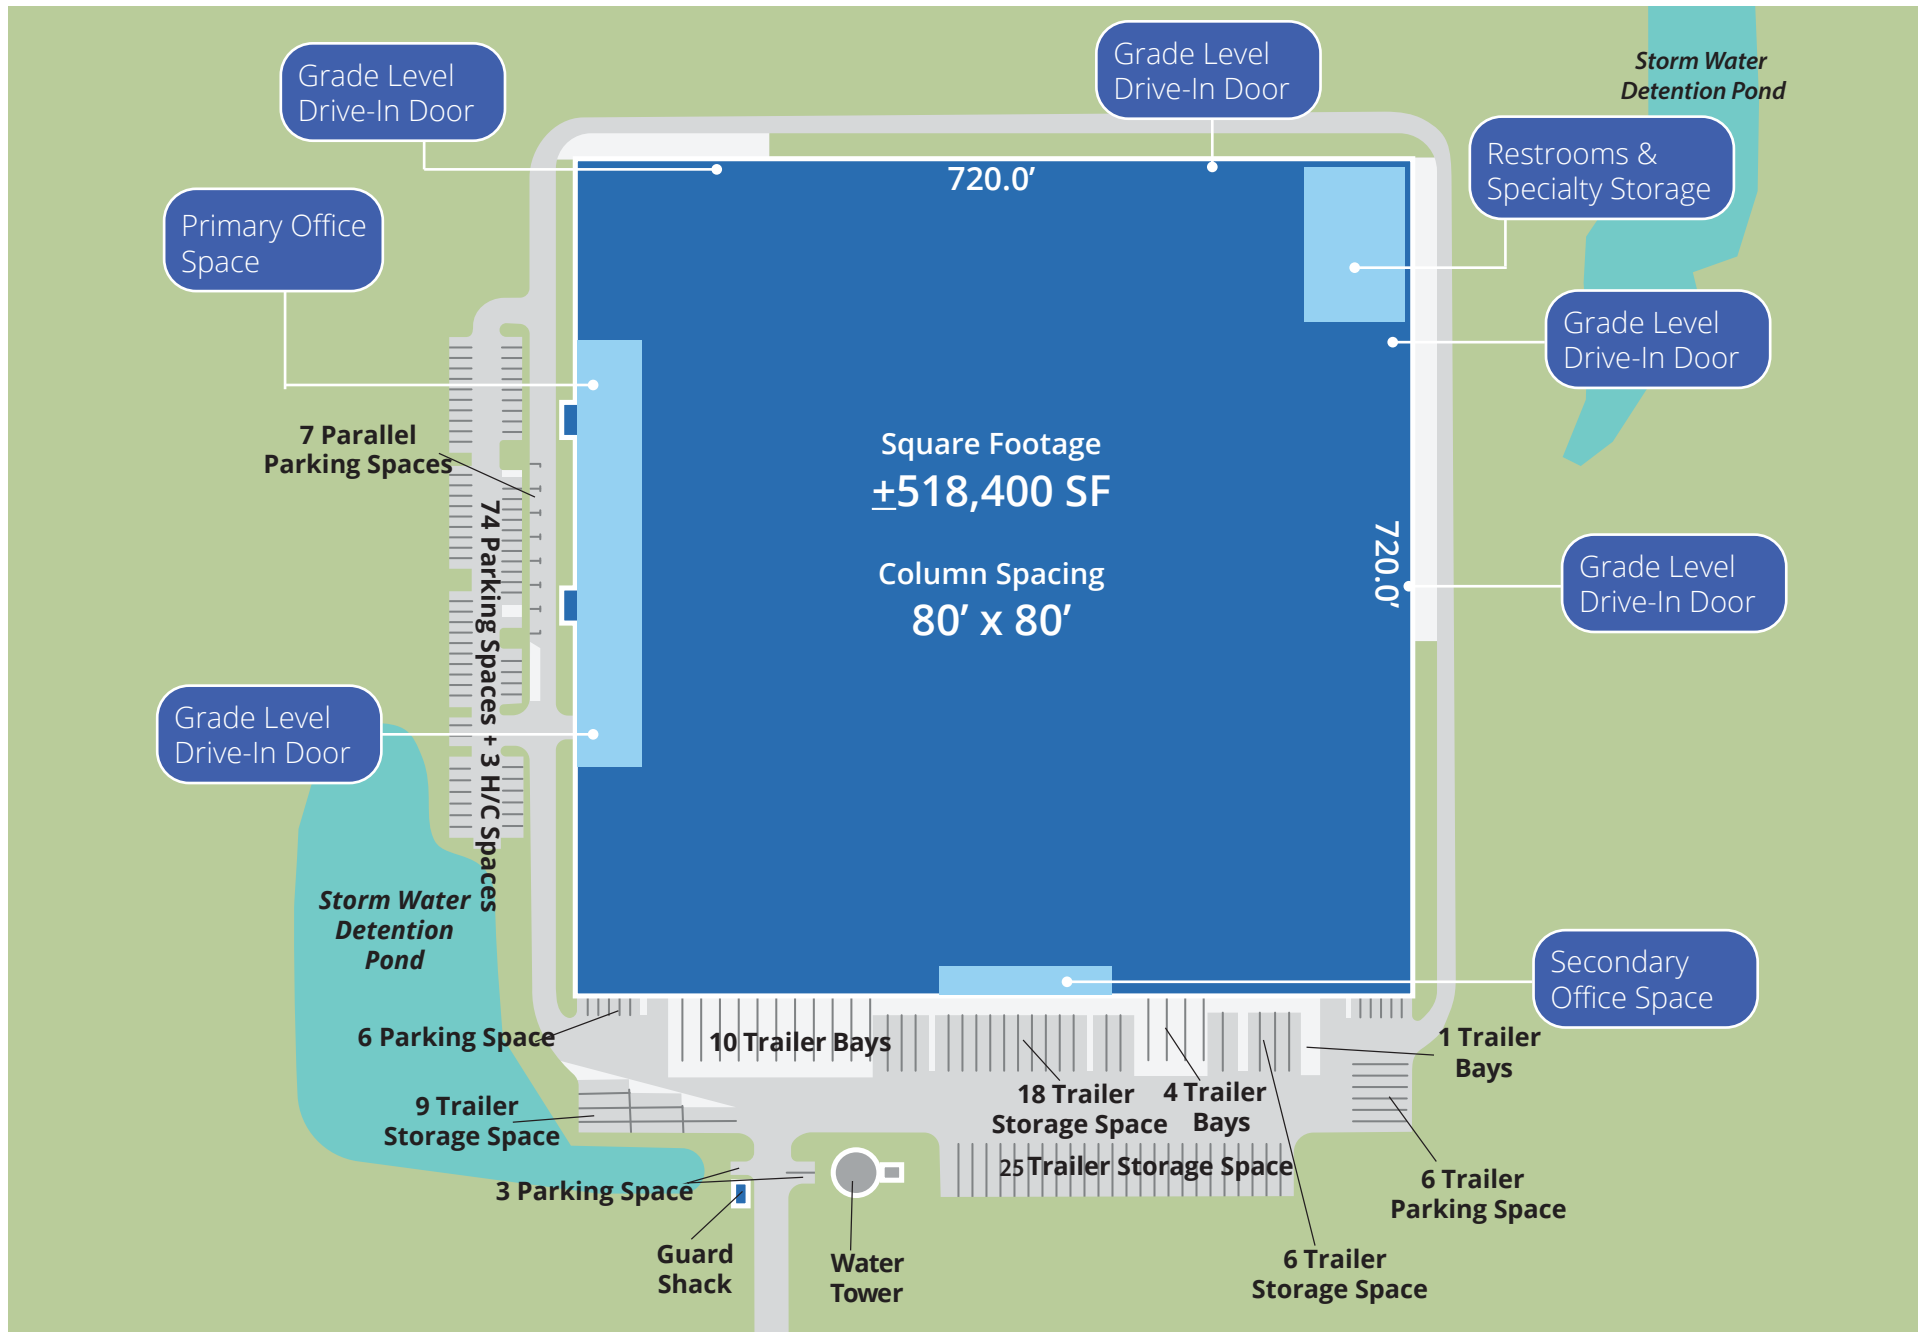 Grade Level
Drive-In Door
Grade Level
Drive-In Door
Storm Water
Detention Pond
Restrooms &
Specialty Storage
720.0’
Primary Office
Space
Grade Level
Drive-In Door
7 Parallel
Parking Spaces
Square Footage
±518,400 SF
Column Spacing
80’ x 80’
720.0’
Grade Level
Drive-In Door
74 Parking Spaces + 3 H/C Spaces
Grade Level
Drive-In Door
Storm Water
Detention
Pond
Secondary
Office Space
6 Parking Space
10 Trailer Bays
1 Trailer
Bays
18 Trailer
Storage Space
4 Trailer
Bays
9 Trailer
Storage Space
25 Trailer Storage Space
3 Parking Space
6 Trailer
Parking Space
Guard
Shack
Water
Tower
6 Trailer
Storage Space